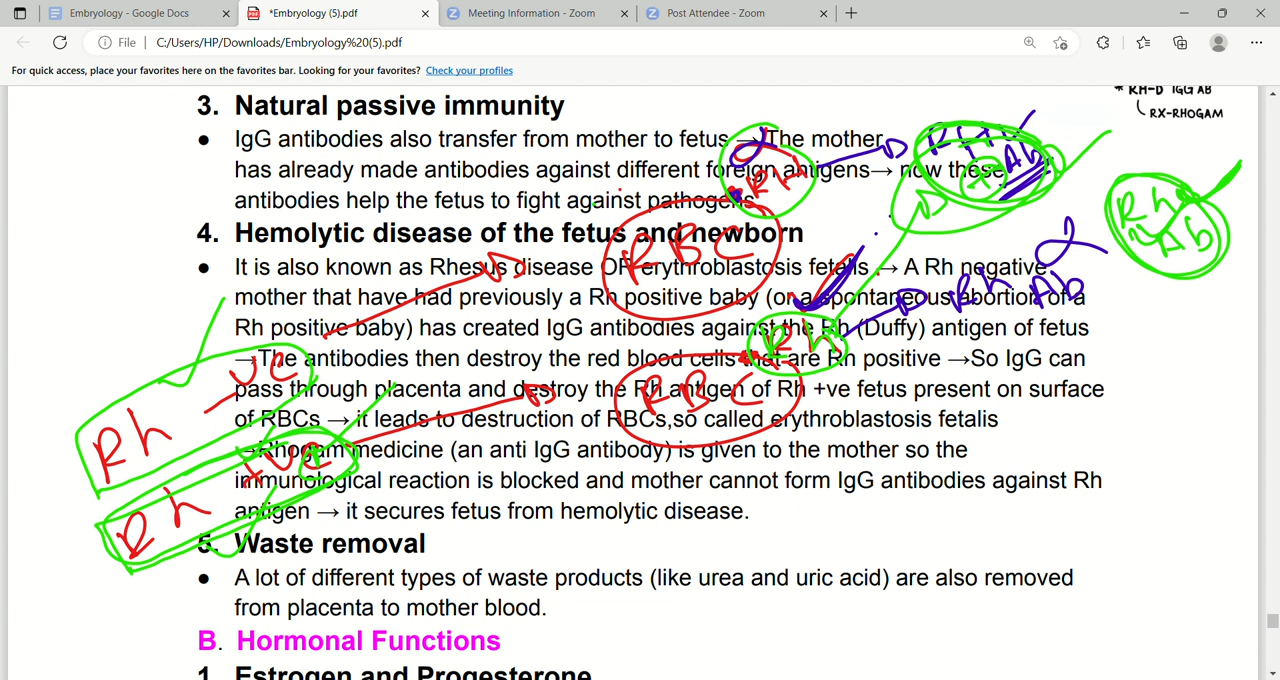 Embryology - Google Docs
*Embryology (5).pdf
Meeting Information - Zoom
Post Attendee - Zoom
File
C:/Users/HP/Downloads/Embryology%20(5).pdf
For quick access, place your favorites here on the favorites bar. Looking for your favorites? Check your profiles
* RH-D IGG AB
RX-RHOGAM
3. Natural passive immunity
● IgG antibodies also transfer from mother to fetus → The mother
has already made antibodies against different foreign antigens→ now these
antibodies help the fetus to fight against pathogens
4. Hemolytic disease of the fetus and newborn
● It is also known as Rhesus disease OR erythroblastosis fetalis → A Rh negative
mother that have had previously a Rh positive baby (or a spontaneous abortion of a
Rh positive baby) has created IgG antibodies against the Rh (Duffy) antigen of fetus
→The antibodies then destroy the red blood cells that are Rh positive →So IgG can
pass through placenta and destroy the Rh antigen of Rh +ve fetus present on surface
of RBCs → it leads to destruction of RBCs,so called erythroblastosis fetalis
→Rhogam medicine (an anti IgG antibody) is given to the mother so the
immunological reaction is blocked and mother cannot form IgG antibodies against Rh
antigen → it secures fetus from hemolytic disease.
5. Waste removal
● A lot of different types of waste products (like urea and uric acid) are also removed
from placenta to mother blood.
B. Hormonal Functions
1. Estrogen and Progesterone
Rh
Ab
Rh
Ab
RBC
Rh
Rh
Ab
RBC
Rh -ve
Rh +ve